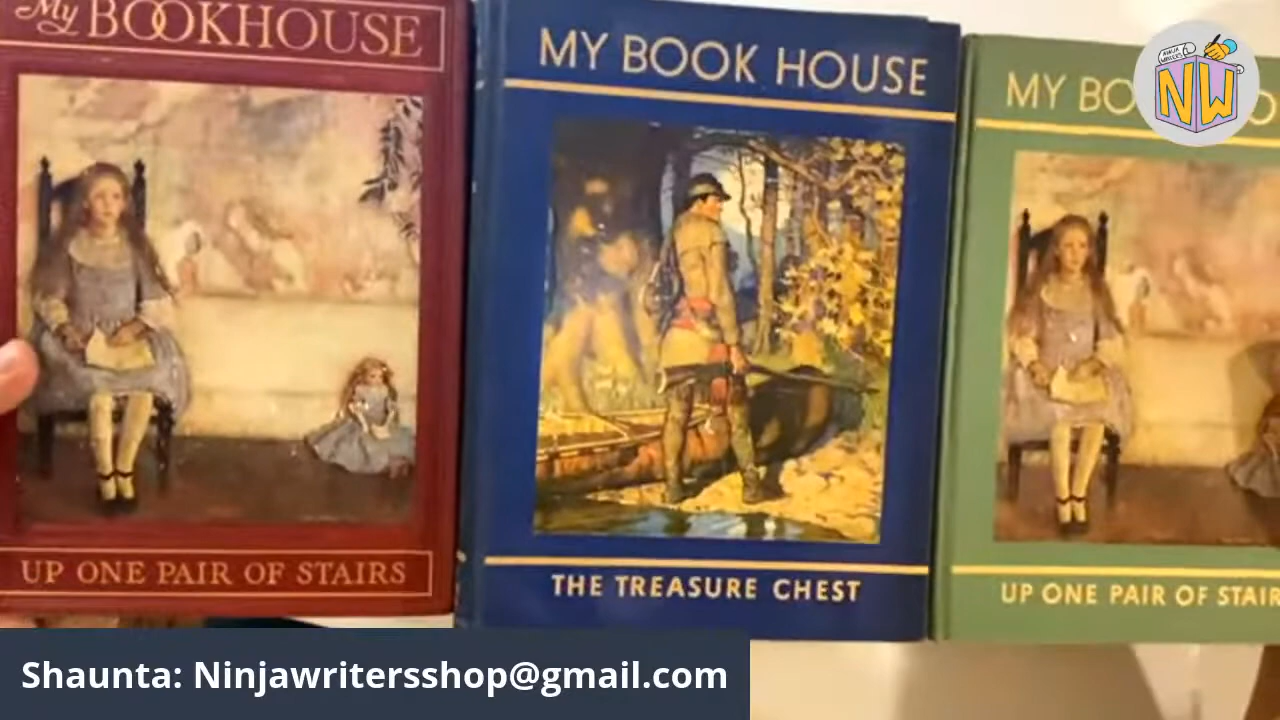 My BOOKHOUSE
UP ONE PAIR OF STAIRS
MY BOOK HOUSE
THE TREASURE CHEST
MY BO
UP ONE PAIR OF STAIR
NW
Shaunta: Ninjawritersshop@gmail.com